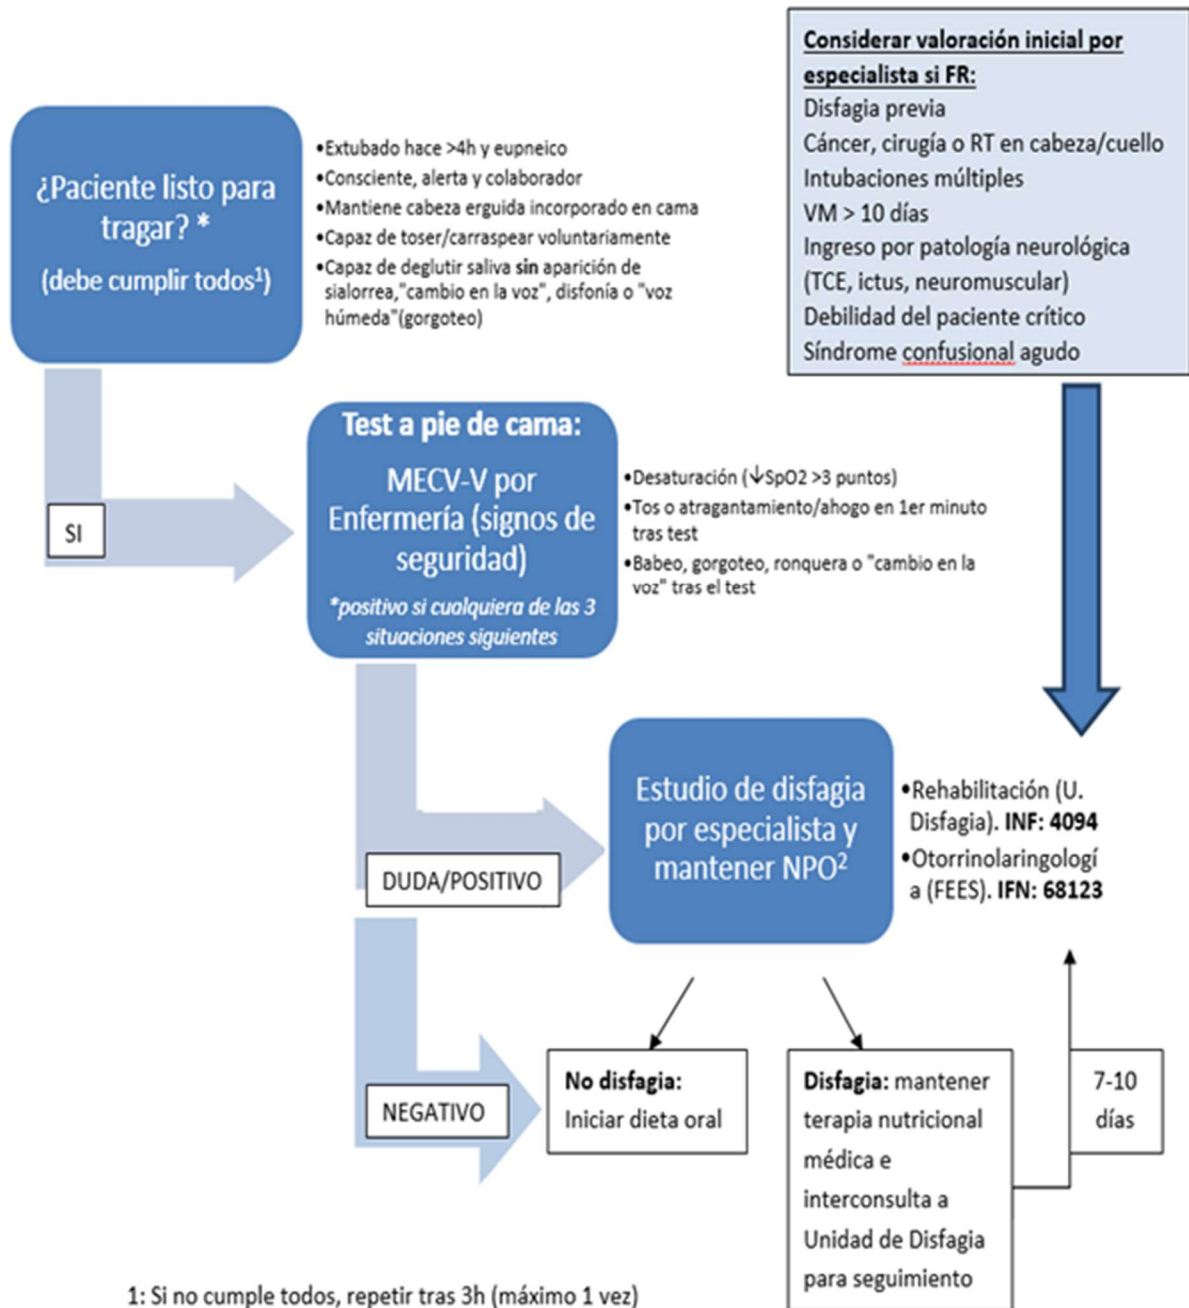 Considerar valoración inicial por
especialista si FR:
Disfagia previa
Cáncer, cirugía o RT en cabeza/cuello
Intubaciones múltiples
VM > 10 días
Ingreso por patología neurológica
(TCE, ictus, neuromuscular)
Debilidad del paciente crítico
Síndrome confusional agudo
¿Paciente listo para
tragar? *
(debe cumplir todos¹)
•Extubado hace >4h y eupneico
•Consciente, alerta y colaborador
•Mantiene cabeza erguida incorporado en cama
•Capaz de toser/carraspear voluntariamente
•Capaz de deglutir saliva sin aparición de
sialorrea,"cambio en la voz", disfonía o "voz
húmeda"(gorgoteo)
SI
Test a pie de cama:
MECV-V por
Enfermería (signos de
seguridad)
*positivo si cualquiera de las 3
situaciones siguientes
•Desaturación (↓SpO2 >3 puntos)
•Tos o atragantamiento/ahogo en 1er minuto
tras test
•Babeo, gorgoteo, ronquera o "cambio en la
voz" tras el test
DUDA/POSITIVO
Estudio de disfagia
por especialista y
mantener NPO²
•Rehabilitación (U.
Disfagia). INF: 4094
•Otorrinolaringologí
a (FEES). IFN: 68123
NEGATIVO
No disfagia:
Iniciar dieta oral
Disfagia: mantener
terapia nutricional
médica e
interconsulta a
Unidad de Disfagia
para seguimiento
7-10
días
1: Si no cumple todos, repetir tras 3h (máximo 1 vez)